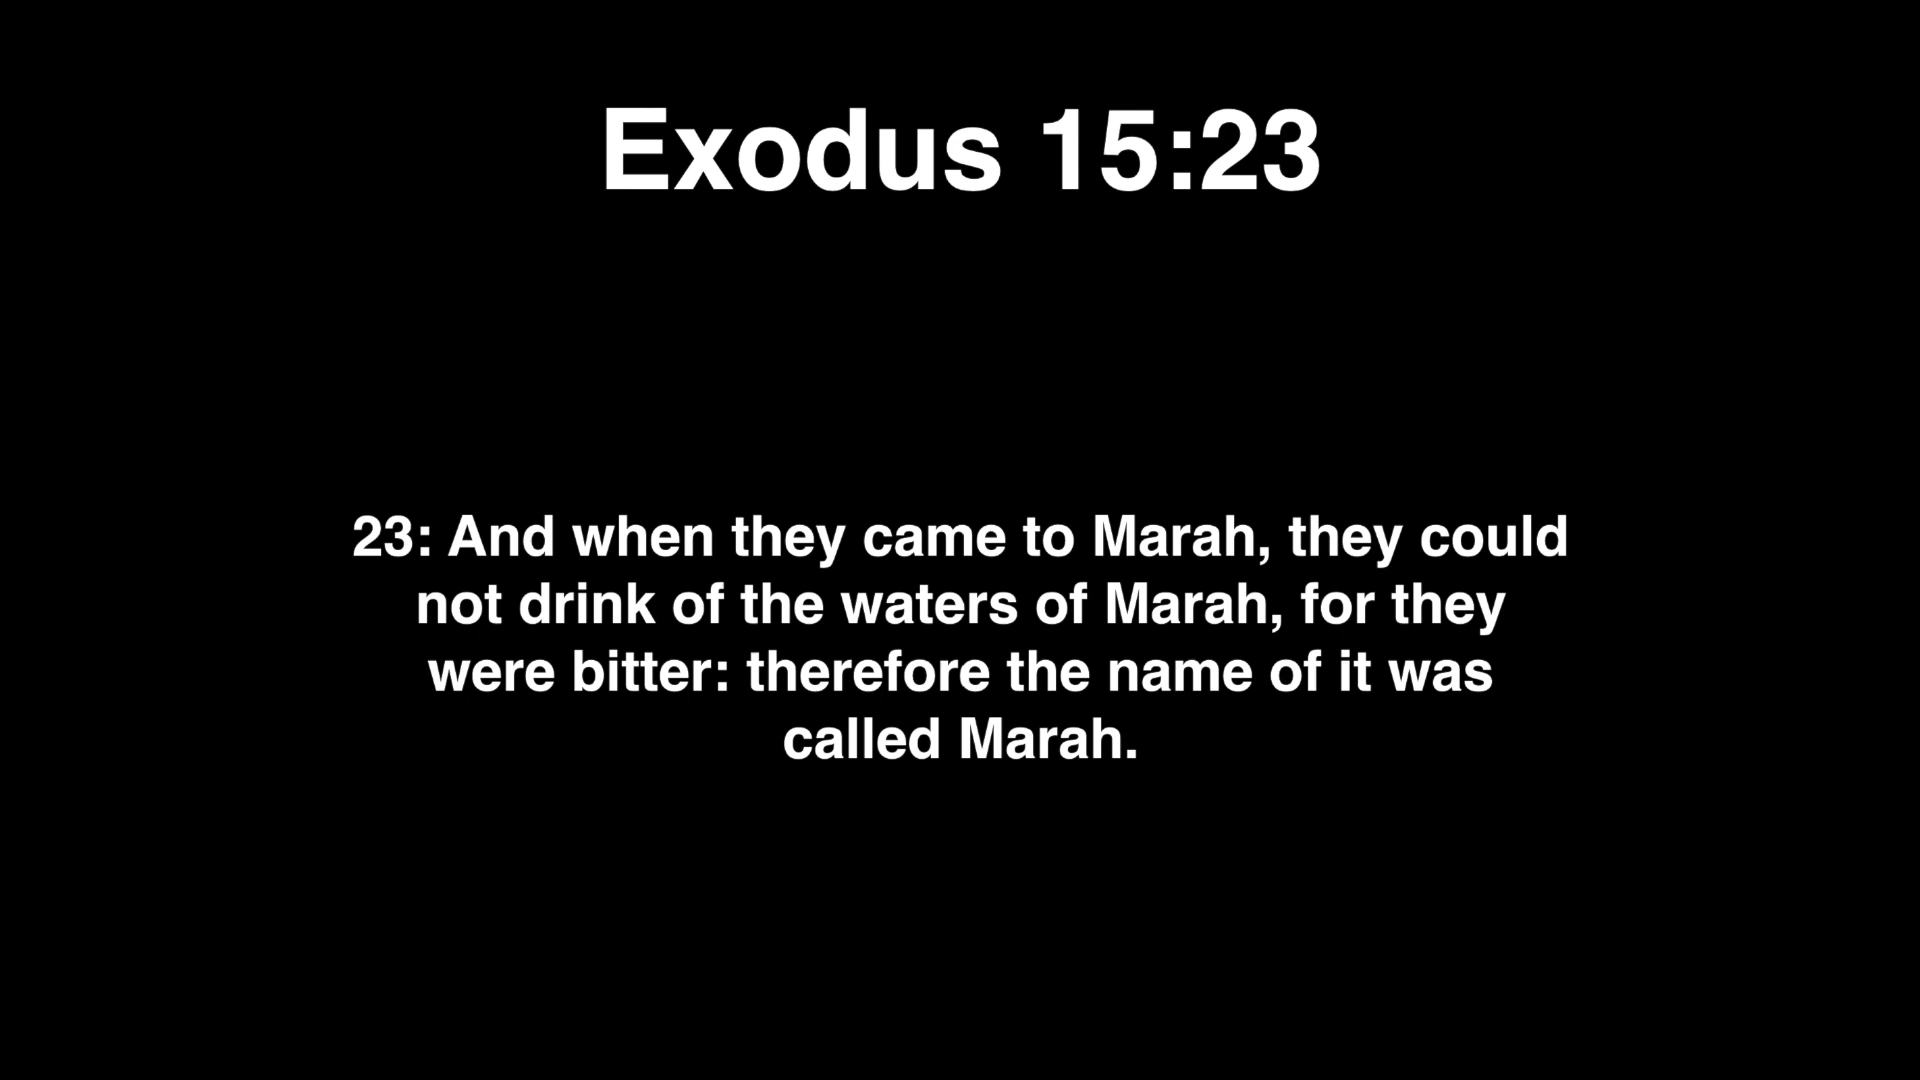 Exodus 15:23
23: And when they came to Marah, they could
not drink of the waters of Marah, for they
were bitter: therefore the name of it was
called Marah.